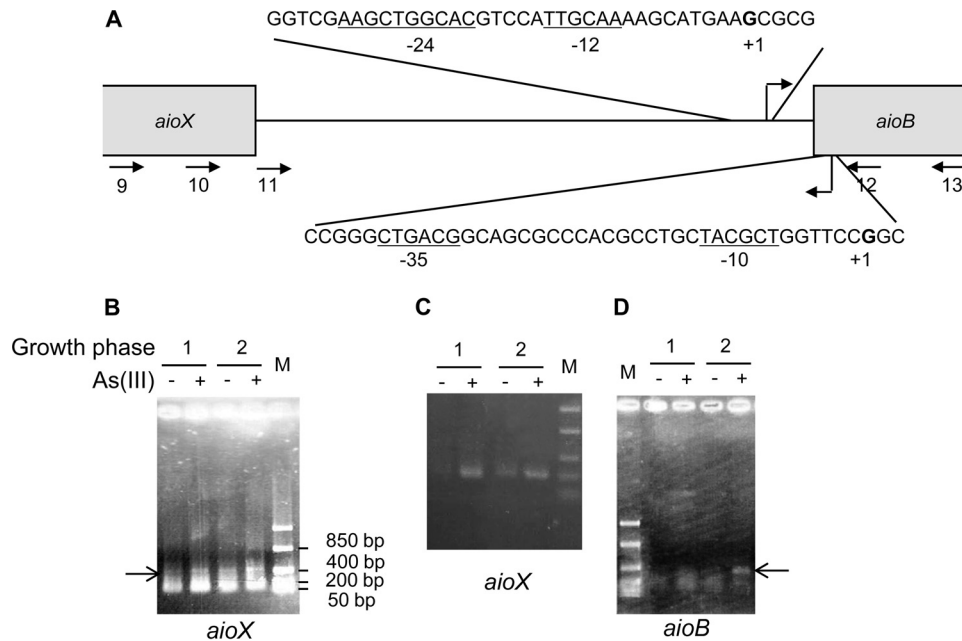 A
GGTCGAAGCTGGCACGTCCATTGCAAAAGCATGAAGCGCG
-24 -12 +1
aioX aioB
9 10 11 12 13
CCGGGCTGACGGCAGCGCCCACGCCTGCTACGCTGGTTCCGGC
-35 -10 +1
B
Growth phase 1 2 M
As(III) - + - +
850 bp
400 bp
200 bp
50 bp
aioX
C
1 2 M
- + - +
aioX
D
M 1 2
- + - +
aioB